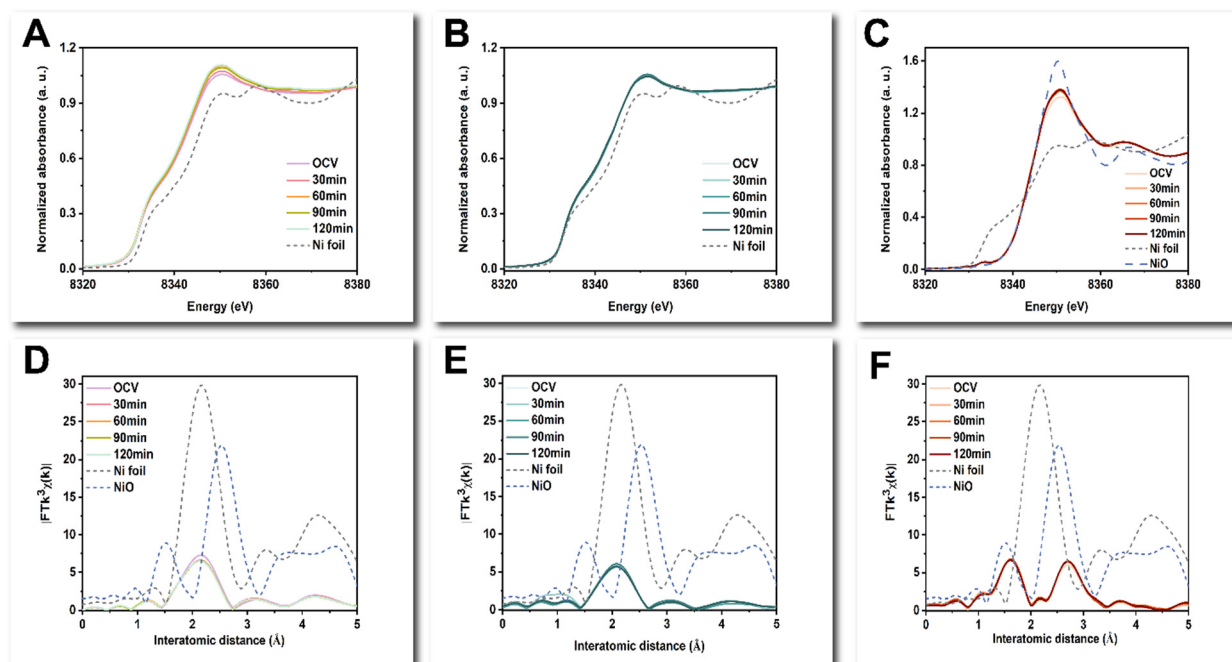 A
Normalized absorbance (a. u.)
1.2
0.9
0.6
0.3
0.0
OCV
30min
60min
90min
120min
Ni foil
8320
8340
8360
8380
Energy (eV)
B
Normalized absorbance (a. u.)
1.2
0.9
0.6
0.3
0.0
OCV
30min
60min
90min
120min
Ni foil
8320
8340
8360
8380
Energy (eV)
C
Normalized absorbance (a. u.)
1.6
1.2
0.8
0.4
0.0
OCV
30min
60min
90min
120min
Ni foil
NiO
8320
8340
8360
8380
Energy (eV)
D
|FTk³χ(k)|
30
25
20
15
10
5
0
OCV
30min
60min
90min
120min
Ni foil
NiO
0
1
2
3
4
5
Interatomic distance (Å)
E
|FTk³χ(k)|
30
25
20
15
10
5
0
OCV
30min
60min
90min
120min
Ni foil
NiO
0
1
2
3
4
5
Interatomic distance (Å)
F
FTk³χ(k)|
30
25
20
15
10
5
0
OCV
30min
60min
90min
120min
Ni foil
NiO
0
1
2
3
4
5
Interatomic distance (Å)